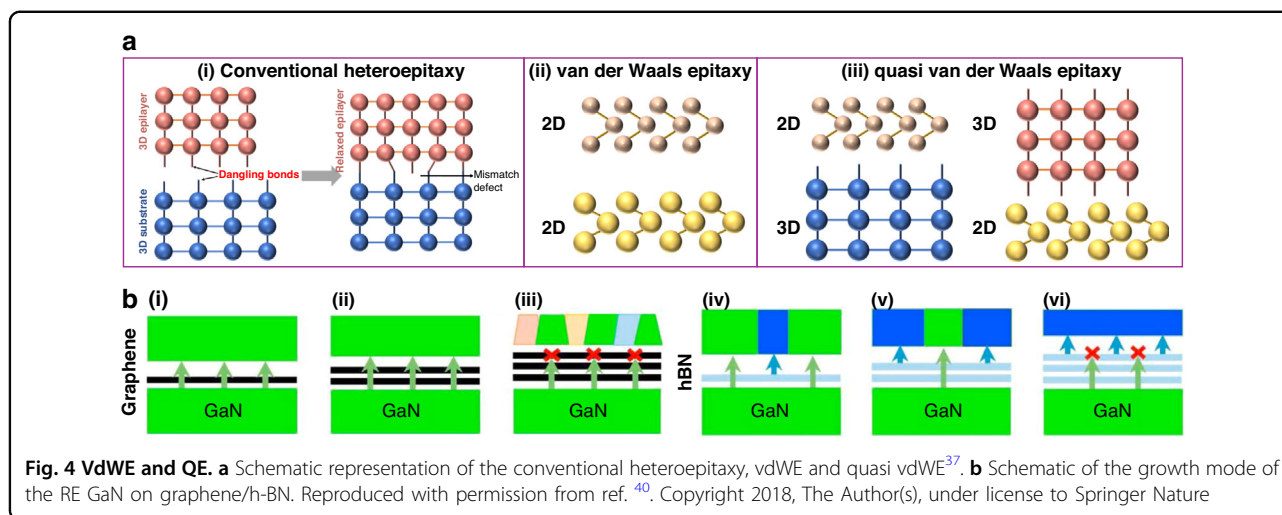 a
(i) Conventional heteroepitaxy
(ii) van der Waals epitaxy
(iii) quasi van der Waals epitaxy
3D epilayer
Relaxed epilayer
Dangling bonds
Mismatch
defect
3D substrate
2D
2D
2D
3D
3D
2D
b
(i)
(ii)
(iii)
(iv)
(v)
(vi)
Graphene
hBN
GaN
GaN
GaN
GaN
GaN
GaN
Fig. 4 VdWE and QE. a Schematic representation of the conventional heteroepitaxy, vdWE and quasi vdWE37. b Schematic of the growth mode of
the RE GaN on graphene/h-BN. Reproduced with permission from ref. 40. Copyright 2018, The Author(s), under license to Springer Nature